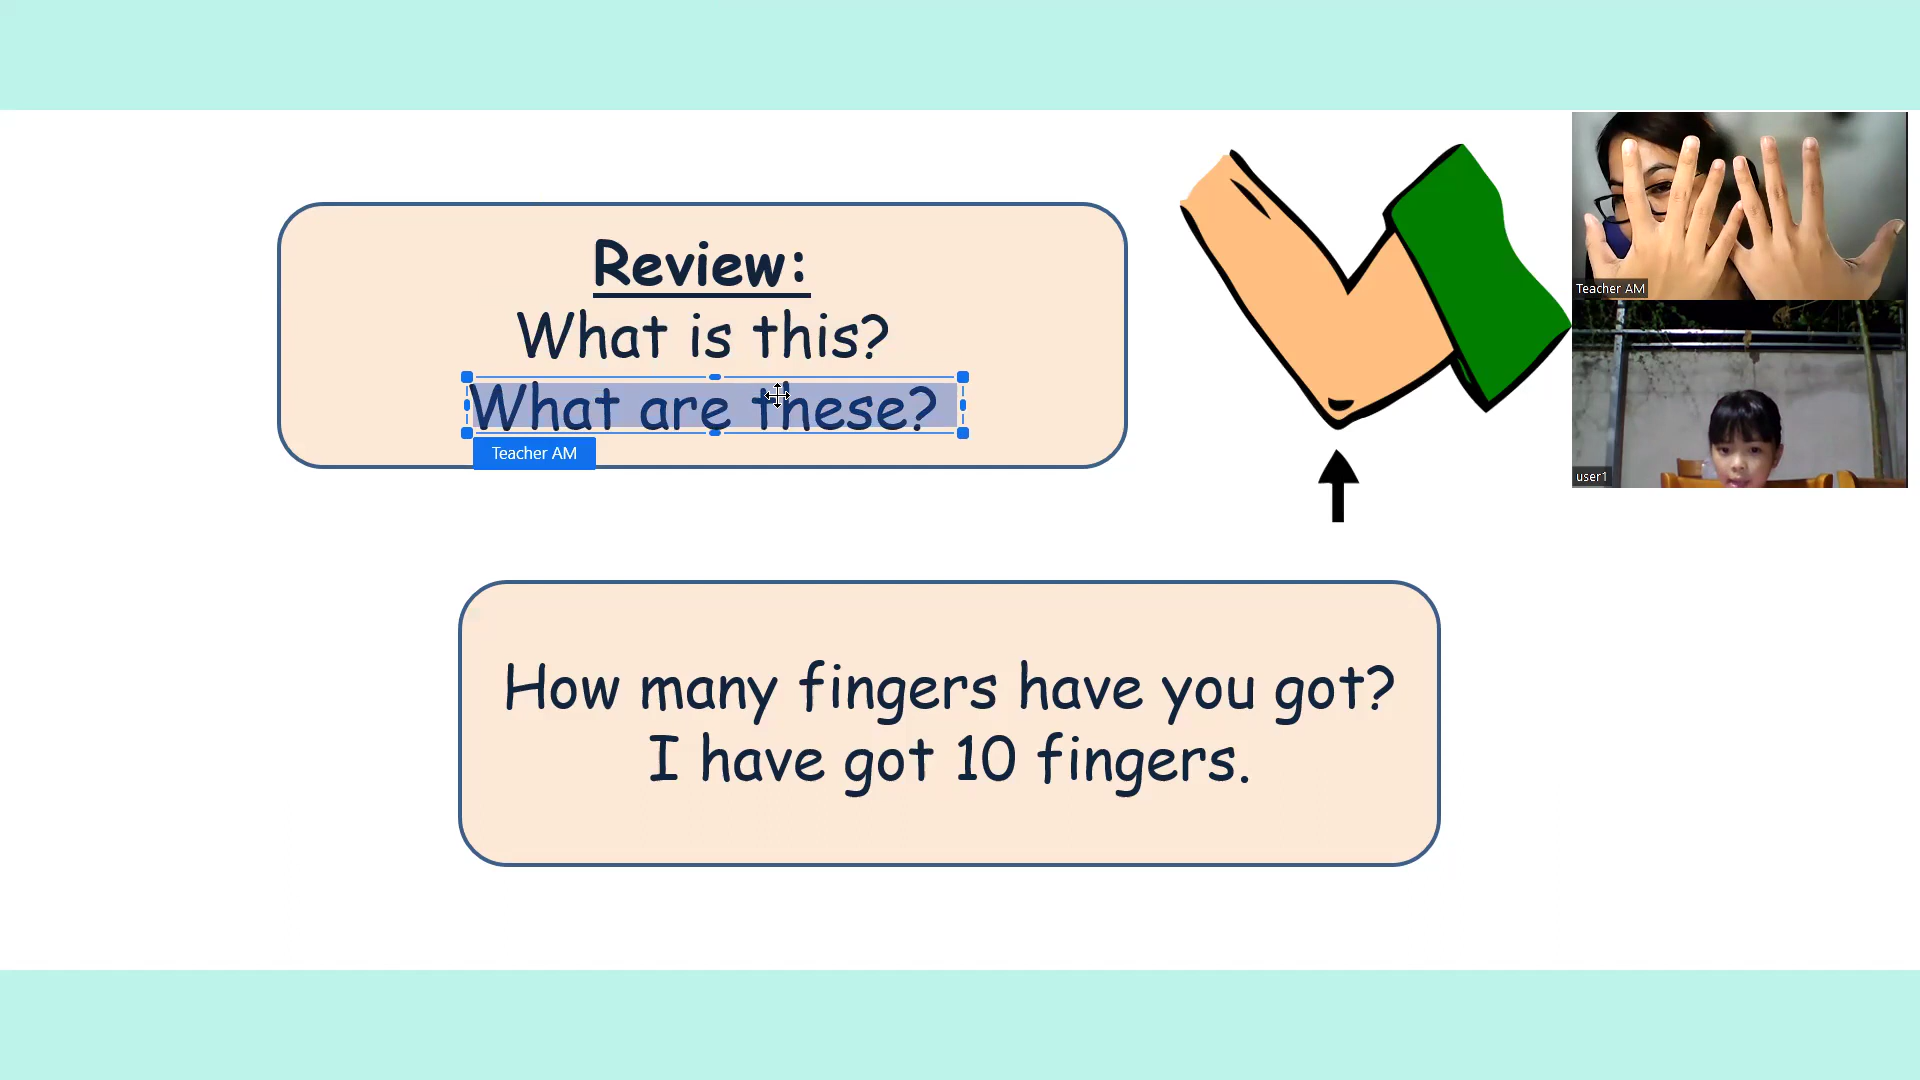 Review:
What is this?
What are these?
Teacher AM
How many fingers have you got?
I have got 10 fingers.
Teacher AM
user1